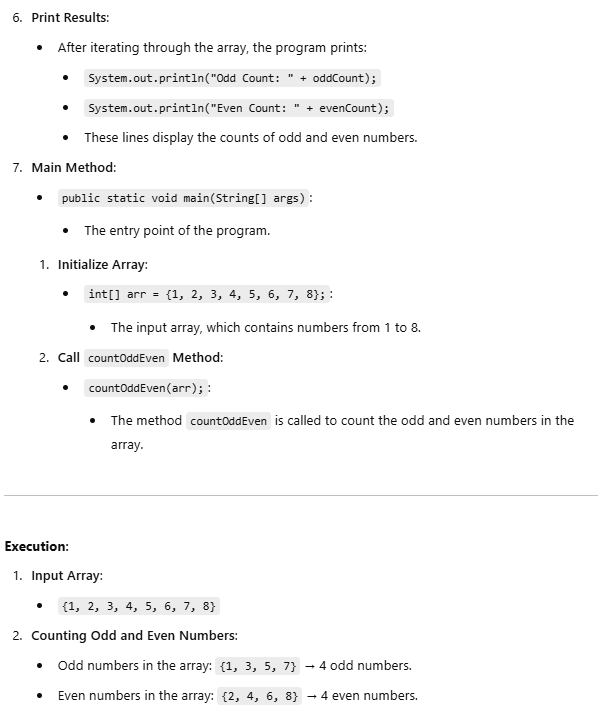 6. Print Results:
• After iterating through the array, the program prints:
• System.out.println("Odd Count: " + oddCount);
• System.out.println("Even Count: " + evenCount);
• These lines display the counts of odd and even numbers.
7. Main Method:
• public static void main(String[] args):
• The entry point of the program.
1. Initialize Array:
• int[] arr = {1, 2, 3, 4, 5, 6, 7, 8};:
• The input array, which contains numbers from 1 to 8.
2. Call countOddEven Method:
• countOddEven(arr);:
• The method countOddEven is called to count the odd and even numbers in the
array.
Execution:
1. Input Array:
• {1, 2, 3, 4, 5, 6, 7, 8}
2. Counting Odd and Even Numbers:
• Odd numbers in the array: {1, 3, 5, 7} → 4 odd numbers.
• Even numbers in the array: {2, 4, 6, 8} → 4 even numbers.